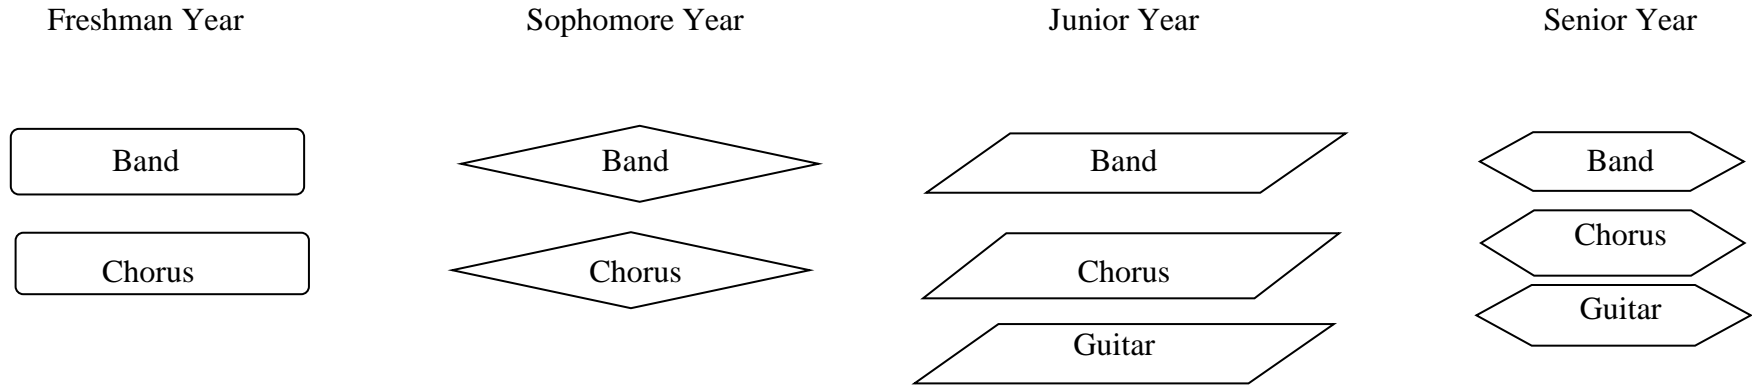 Freshman Year Sophomore Year Junior Year Senior Year
Band Band Band Band
Chorus Chorus Chorus Chorus
Guitar Guitar